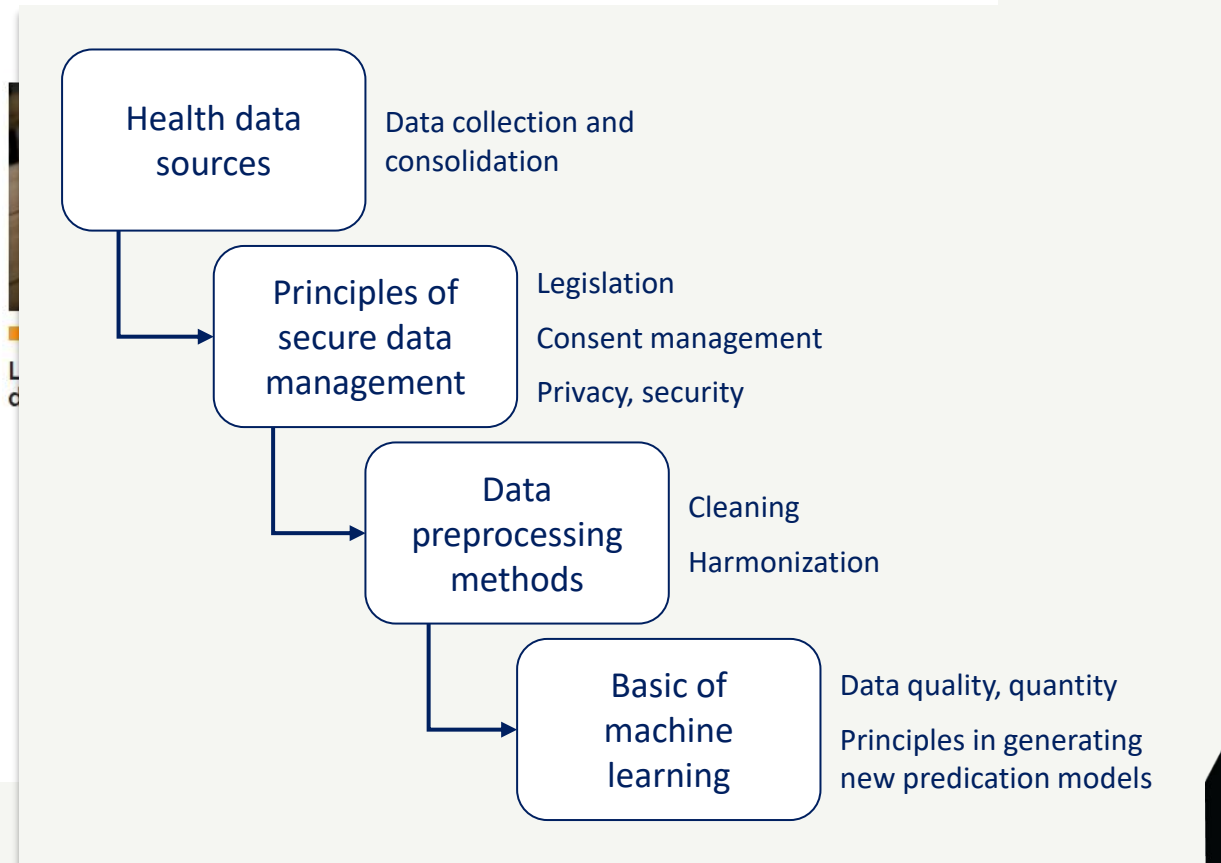 Health data
sources
Data collection and
consolidation
Principles of
secure data
management
Legislation
Consent management
Privacy, security
Data
preprocessing
methods
Cleaning
Harmonization
Basic of
machine
learning
Data quality, quantity
Principles in generating
new predication models